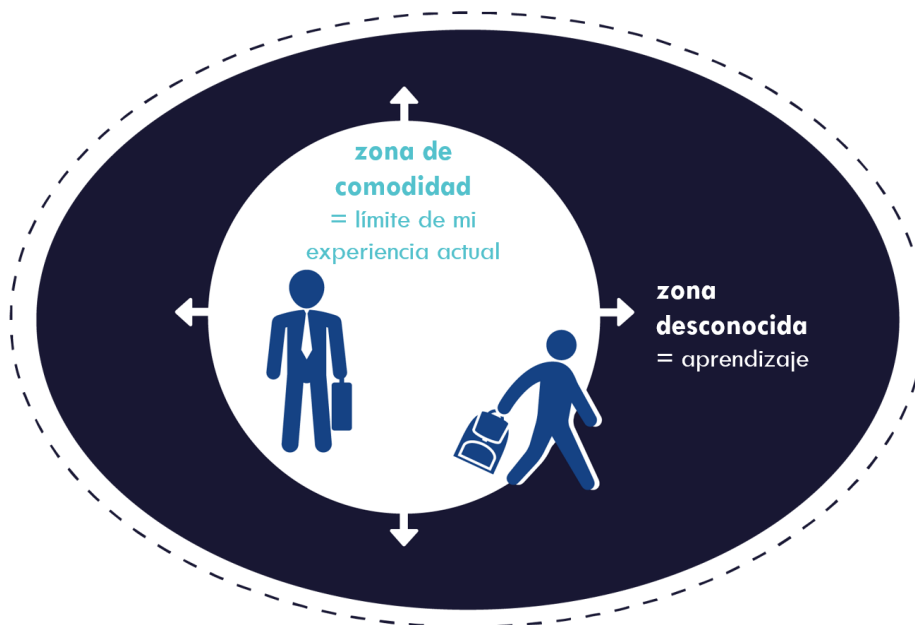 zona de
comodidad
= límite de mi
experiencia actual
zona
desconocida
= aprendizaje